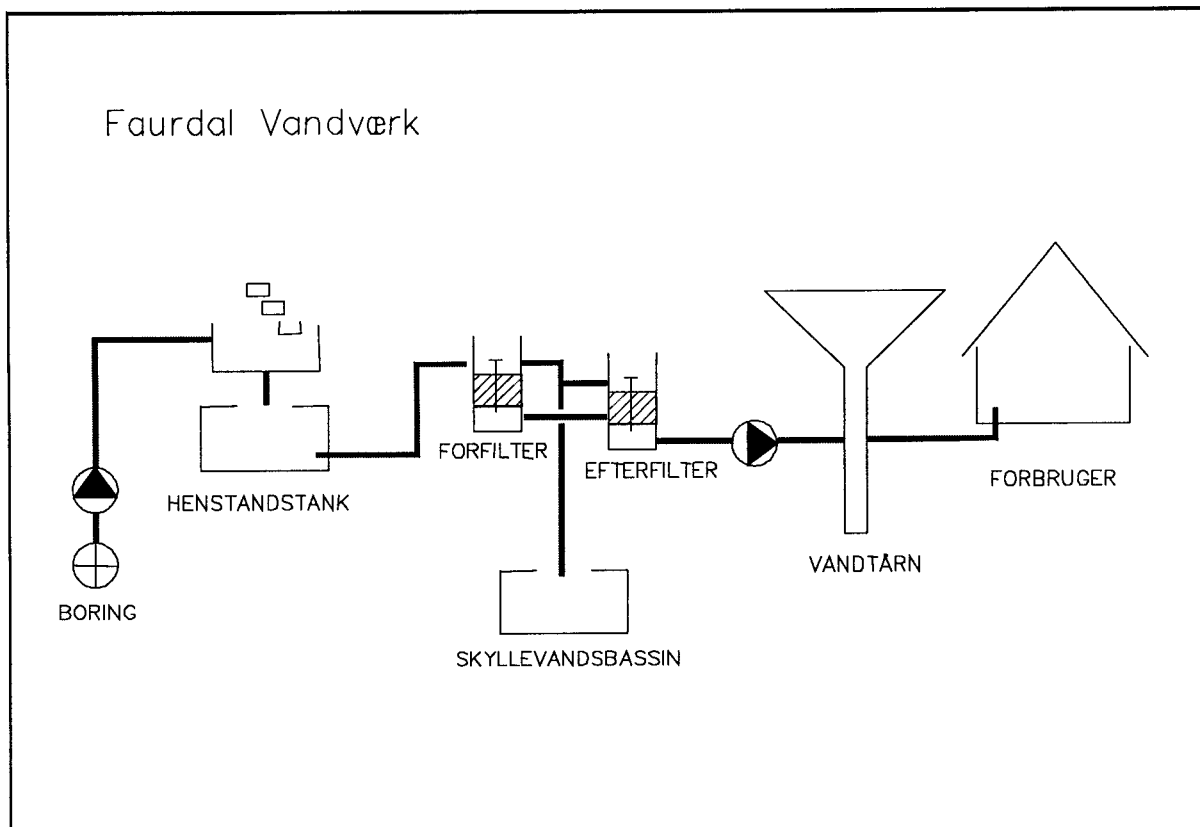 Faurdal Vandværk
FORFILTER
EFTERFILTER
HENSTANDSTANK
FORBRUGER
VANDTÅRN
BORING
SKYLLEVANDSBASSIN